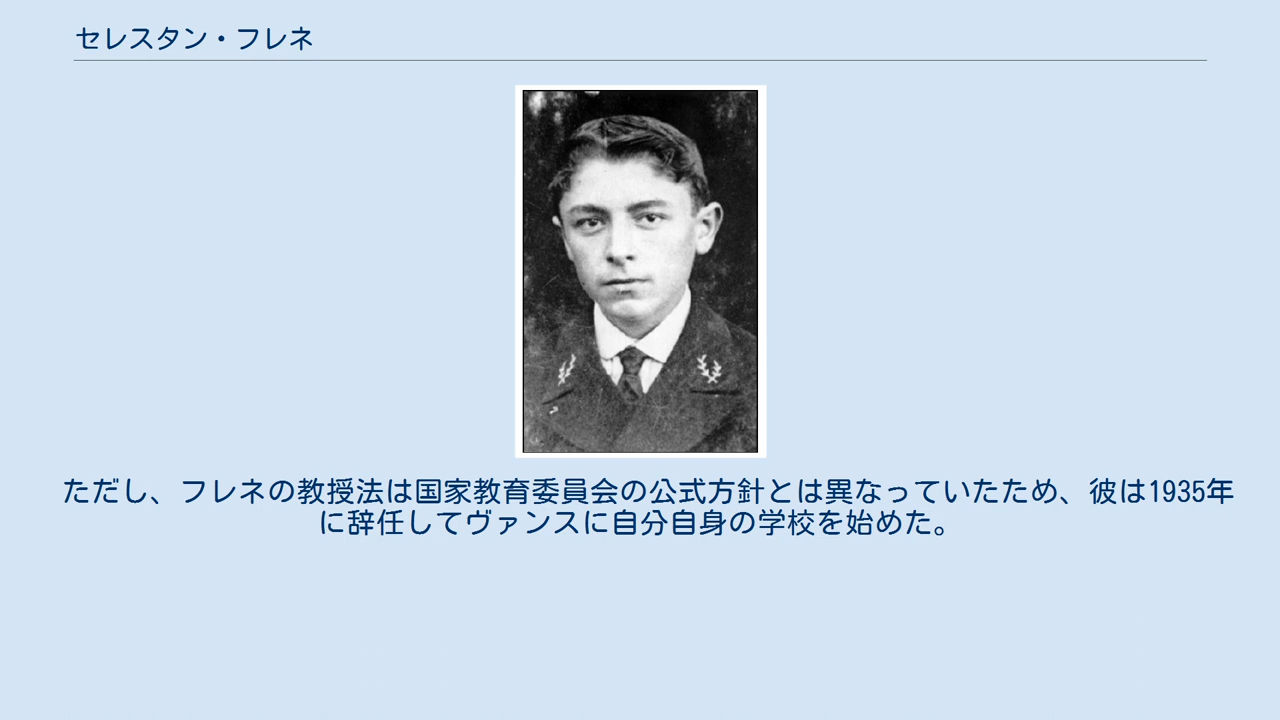 セレスタン・フレネ
ただし、フレネの教授法は国家教育委員会の公式方針とは異なっていたため、彼は1935年
に辞任してヴァンスに自分自身の学校を始めた。